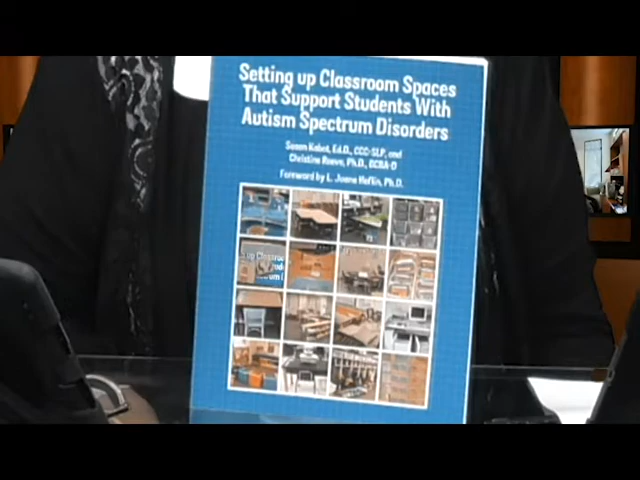 Setting up Classroom Spaces
That Support Students With
Autism Spectrum Disorders
Susan Kabot, Ed.D., CCC-SLP, and
Christine Reeve, Ph.D., BCBA-D
Foreword by L. Juane Heflin, Ph.D.